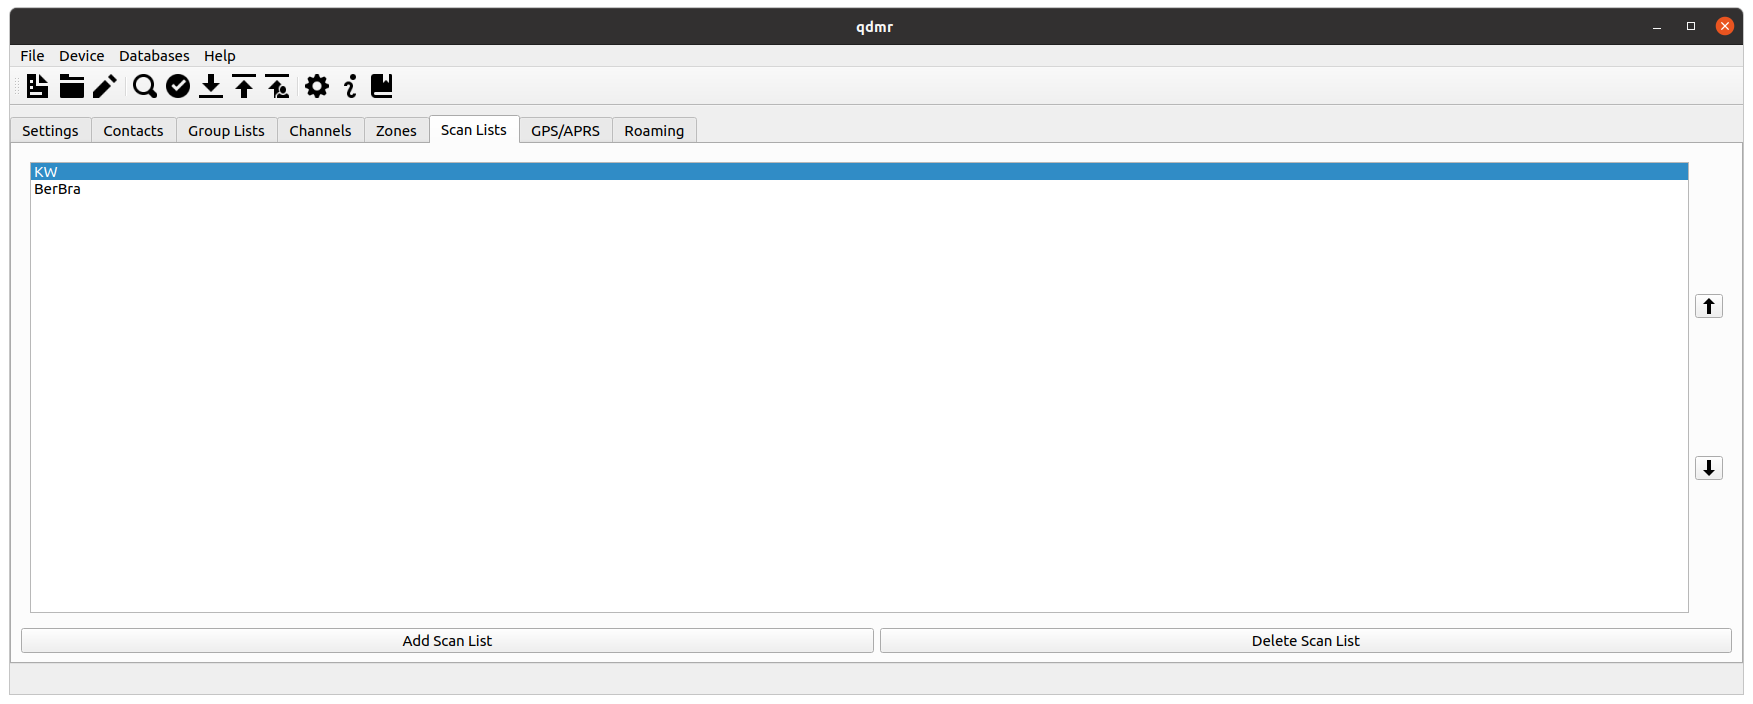 qdmr
File Device Databases Help
Settings Contacts Group Lists Channels Zones Scan Lists GPS/APRS Roaming
KW
BerBra
Add Scan List Delete Scan List